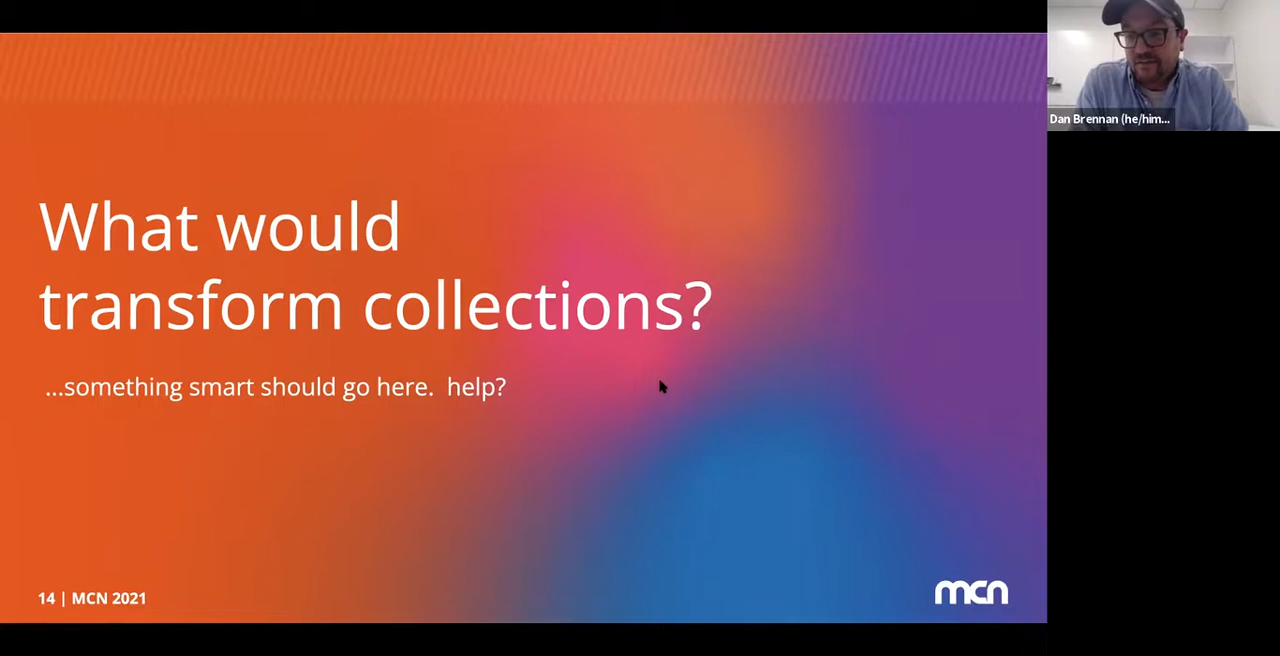 What would
transform collections?
...something smart should go here.  help?
14 | MCN 2021
mcn
Dan Brennan (he/him...